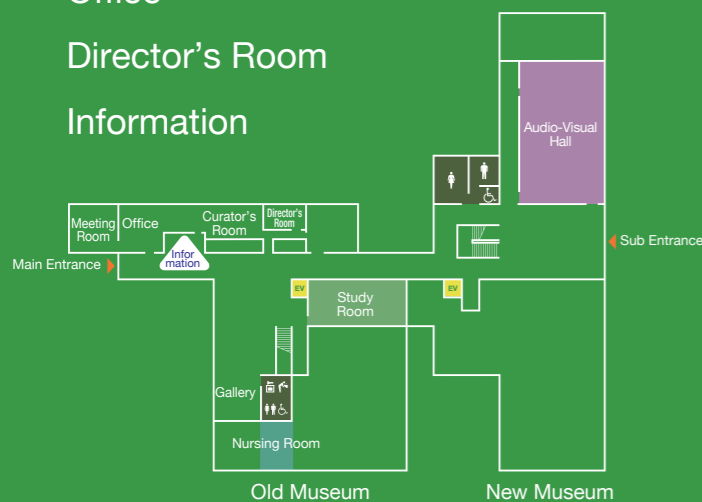 Office
Director's Room
Information
Audio-Visual
Hall
Meeting
Room
Office
Curator's
Room
Director's
Room
Infor
mation
Main Entrance
Sub Entrance
EV
Study
Room
EV
Gallery
Nursing Room
Old Museum
New Museum